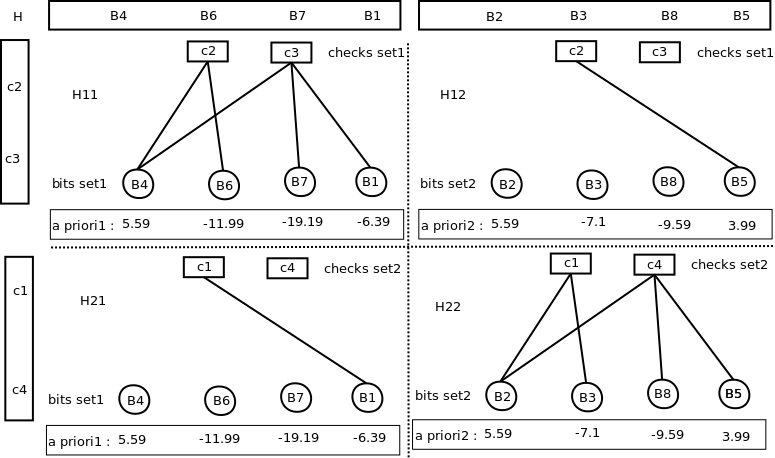 H B4 B6 B7 B1 B2 B3 B8 B5
c2 c3 checks set1 c2 c3 checks set1
c2 H11 H12
c3
bits set1 B4 B6 B7 B1 bits set2 B2 B3 B8 B5
a priori1 : 5.59 -11.99 -19.19 -6.39 a priori2 : 5.59 -7.1 -9.59 3.99
c1 c4 checks set2 c1 c4 checks set2
c1 H21 H22
c4
bits set1 B4 B6 B7 B1 bits set2 B2 B3 B8 B5
a priori1 : 5.59 -11.99 -19.19 -6.39 a priori2 : 5.59 -7.1 -9.59 3.99